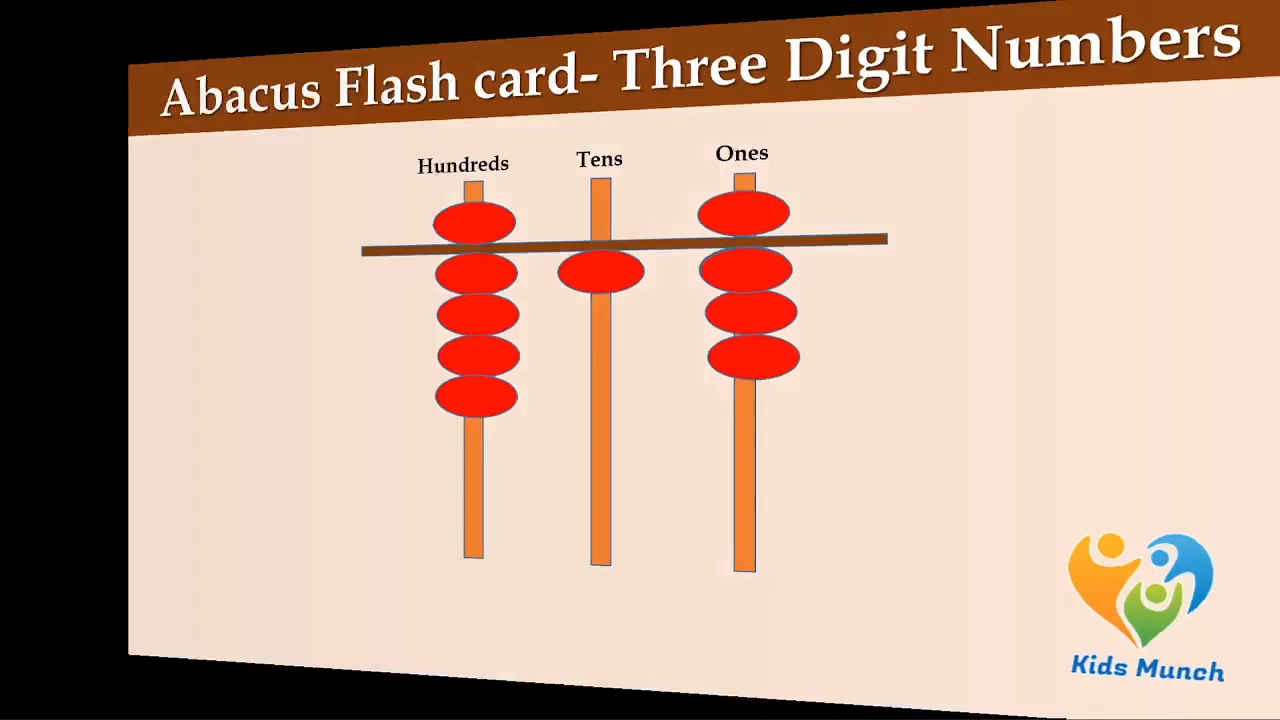 Abacus Flash card- Three Digit Numbers
Hundreds Tens Ones
Kids Munch